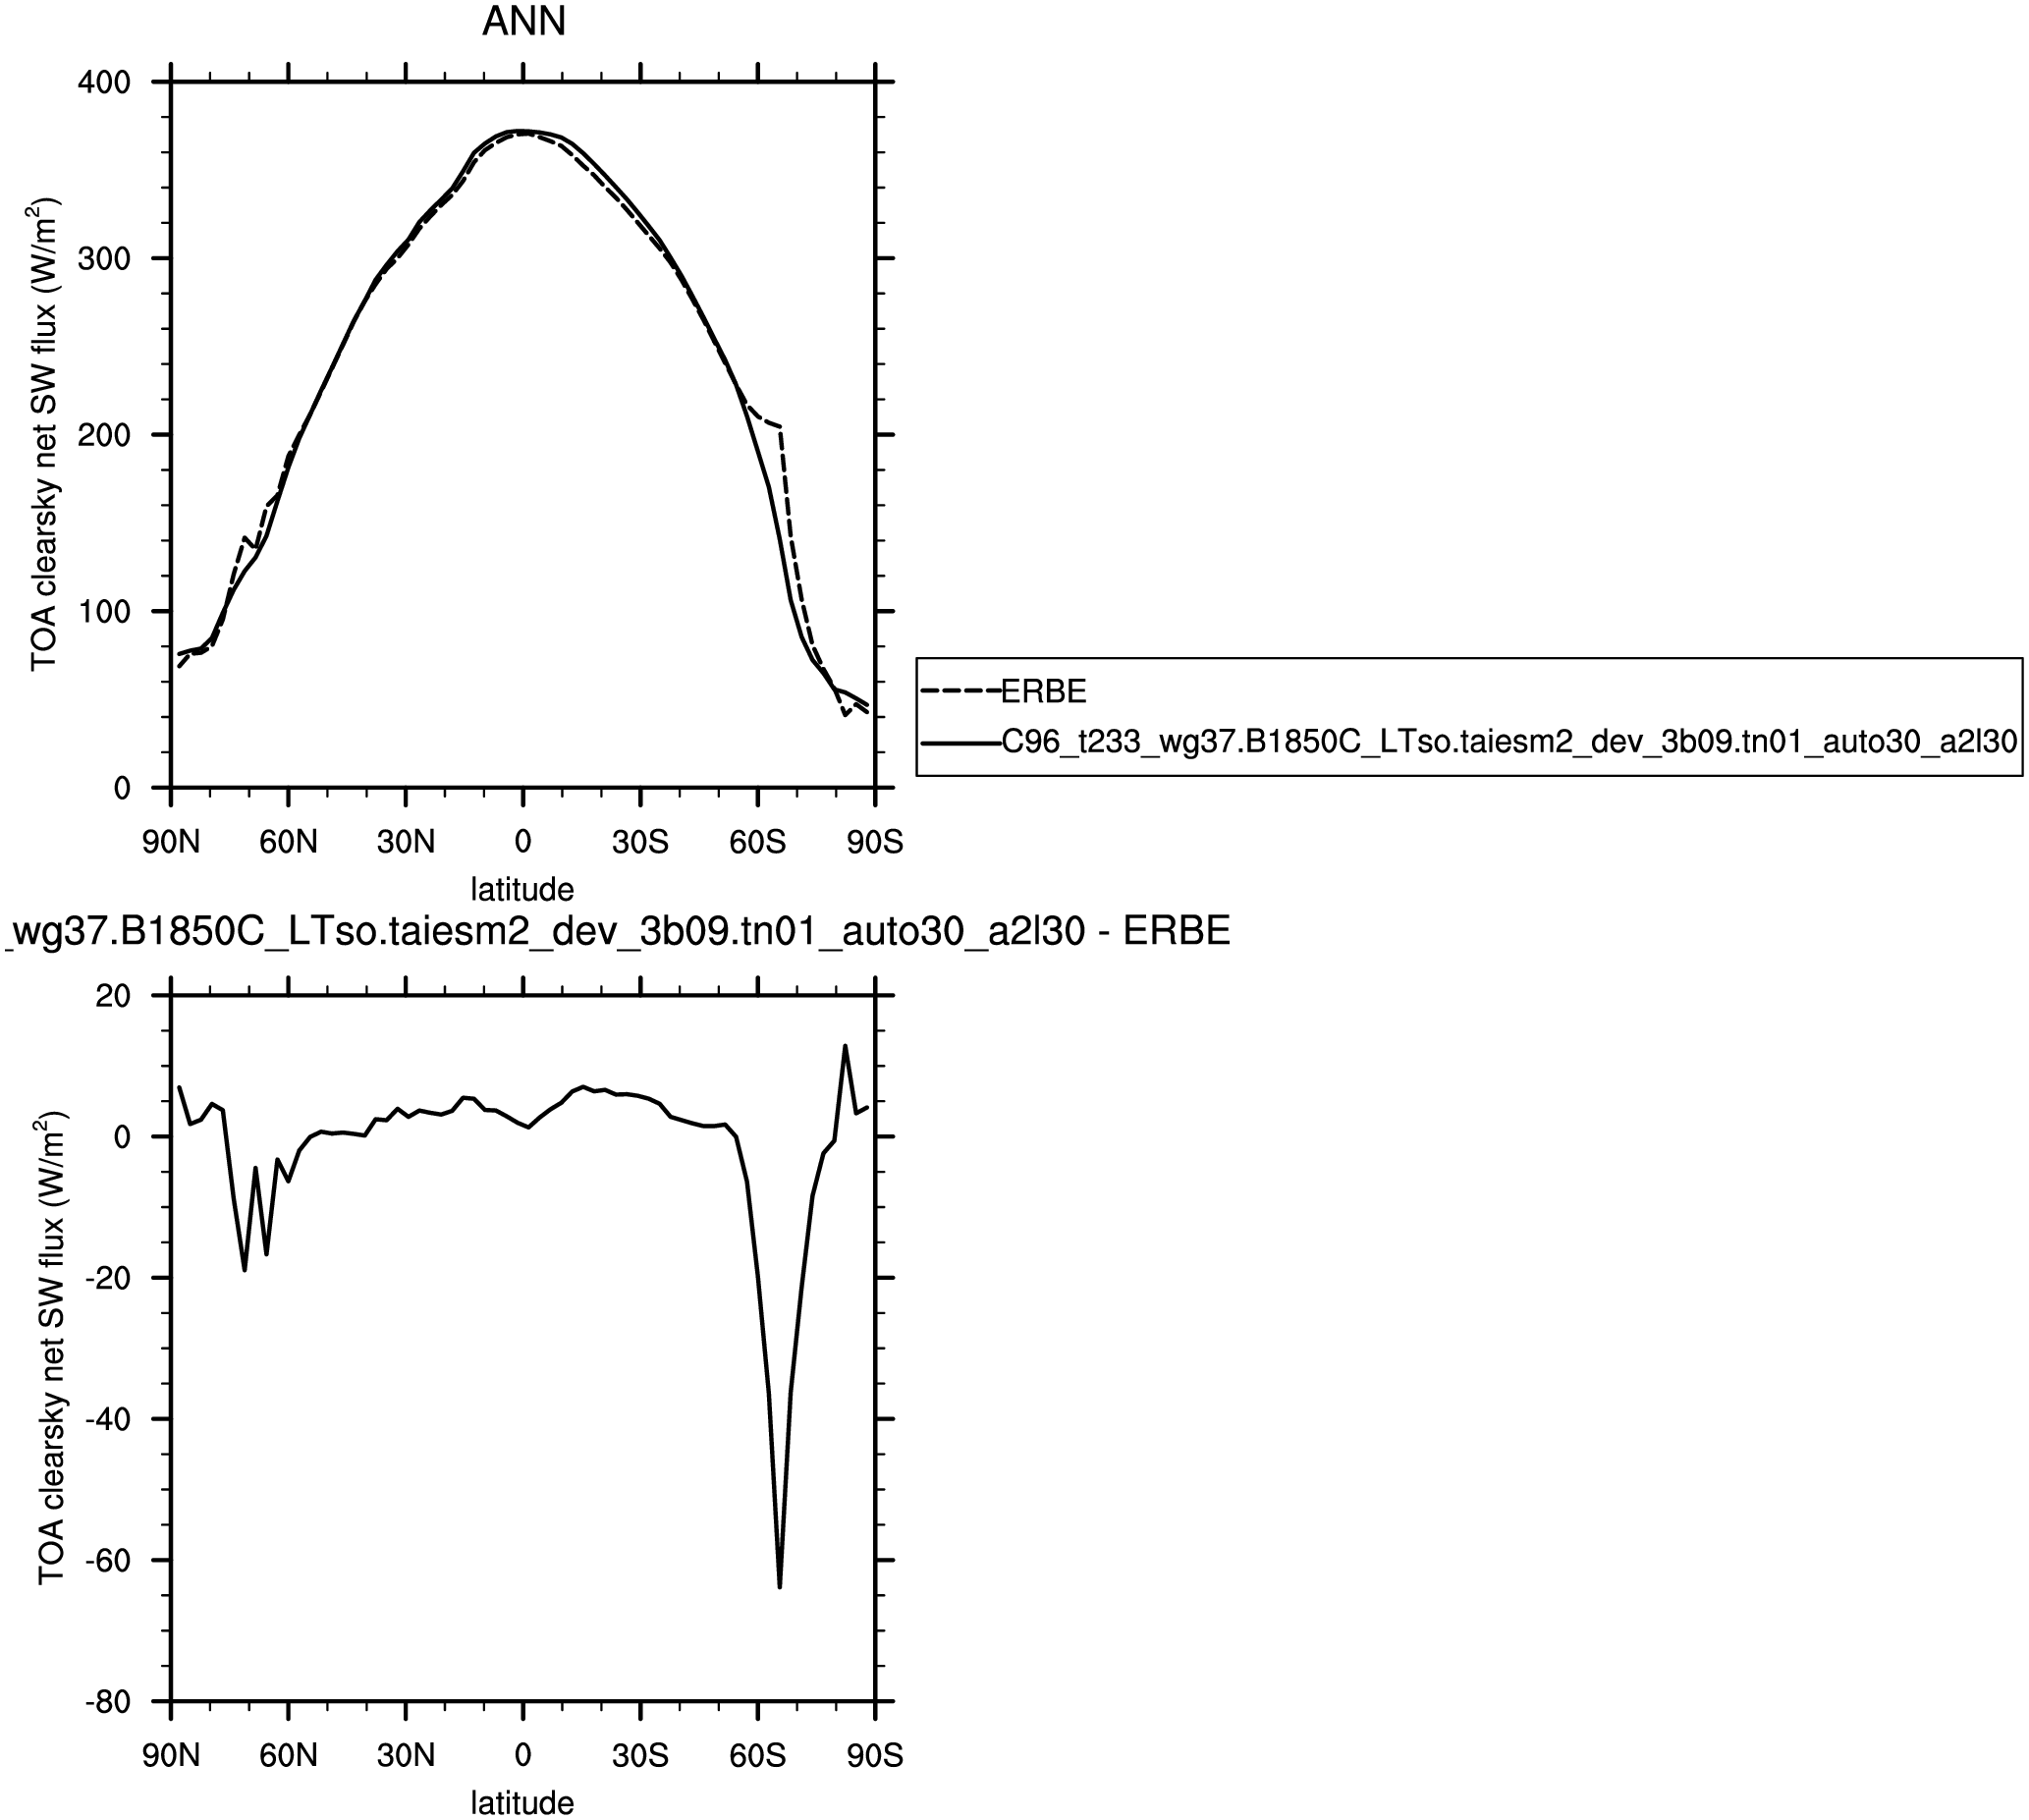 ANN
400
300
200
100
0
TOA clearsky net SW flux (W/m²)
90N 60N 30N 0 30S 60S 90S
latitude
ERBE
C96_t233_wg37.B1850C_LTso.taiesm2_dev_3b09.tn01_auto30_a2l30
_wg37.B1850C_LTso.taiesm2_dev_3b09.tn01_auto30_a2l30 - ERBE
20
0
-20
-40
-60
-80
TOA clearsky net SW flux (W/m²)
90N 60N 30N 0 30S 60S 90S
latitude